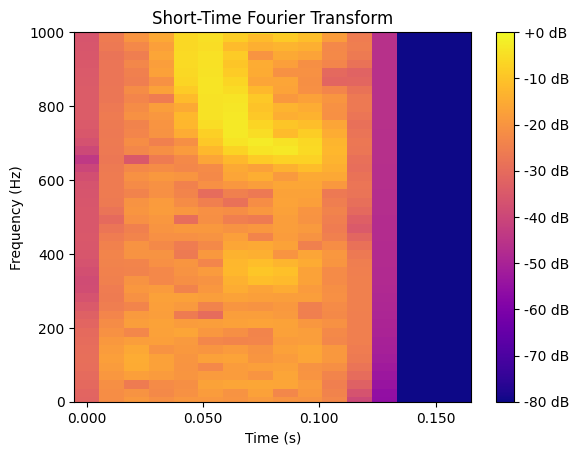 Short-Time Fourier Transform
1000
800
600
400
200
0
Frequency (Hz)
0.000
0.050
0.100
0.150
Time (s)
+0 dB
-10 dB
-20 dB
-30 dB
-40 dB
-50 dB
-60 dB
-70 dB
-80 dB